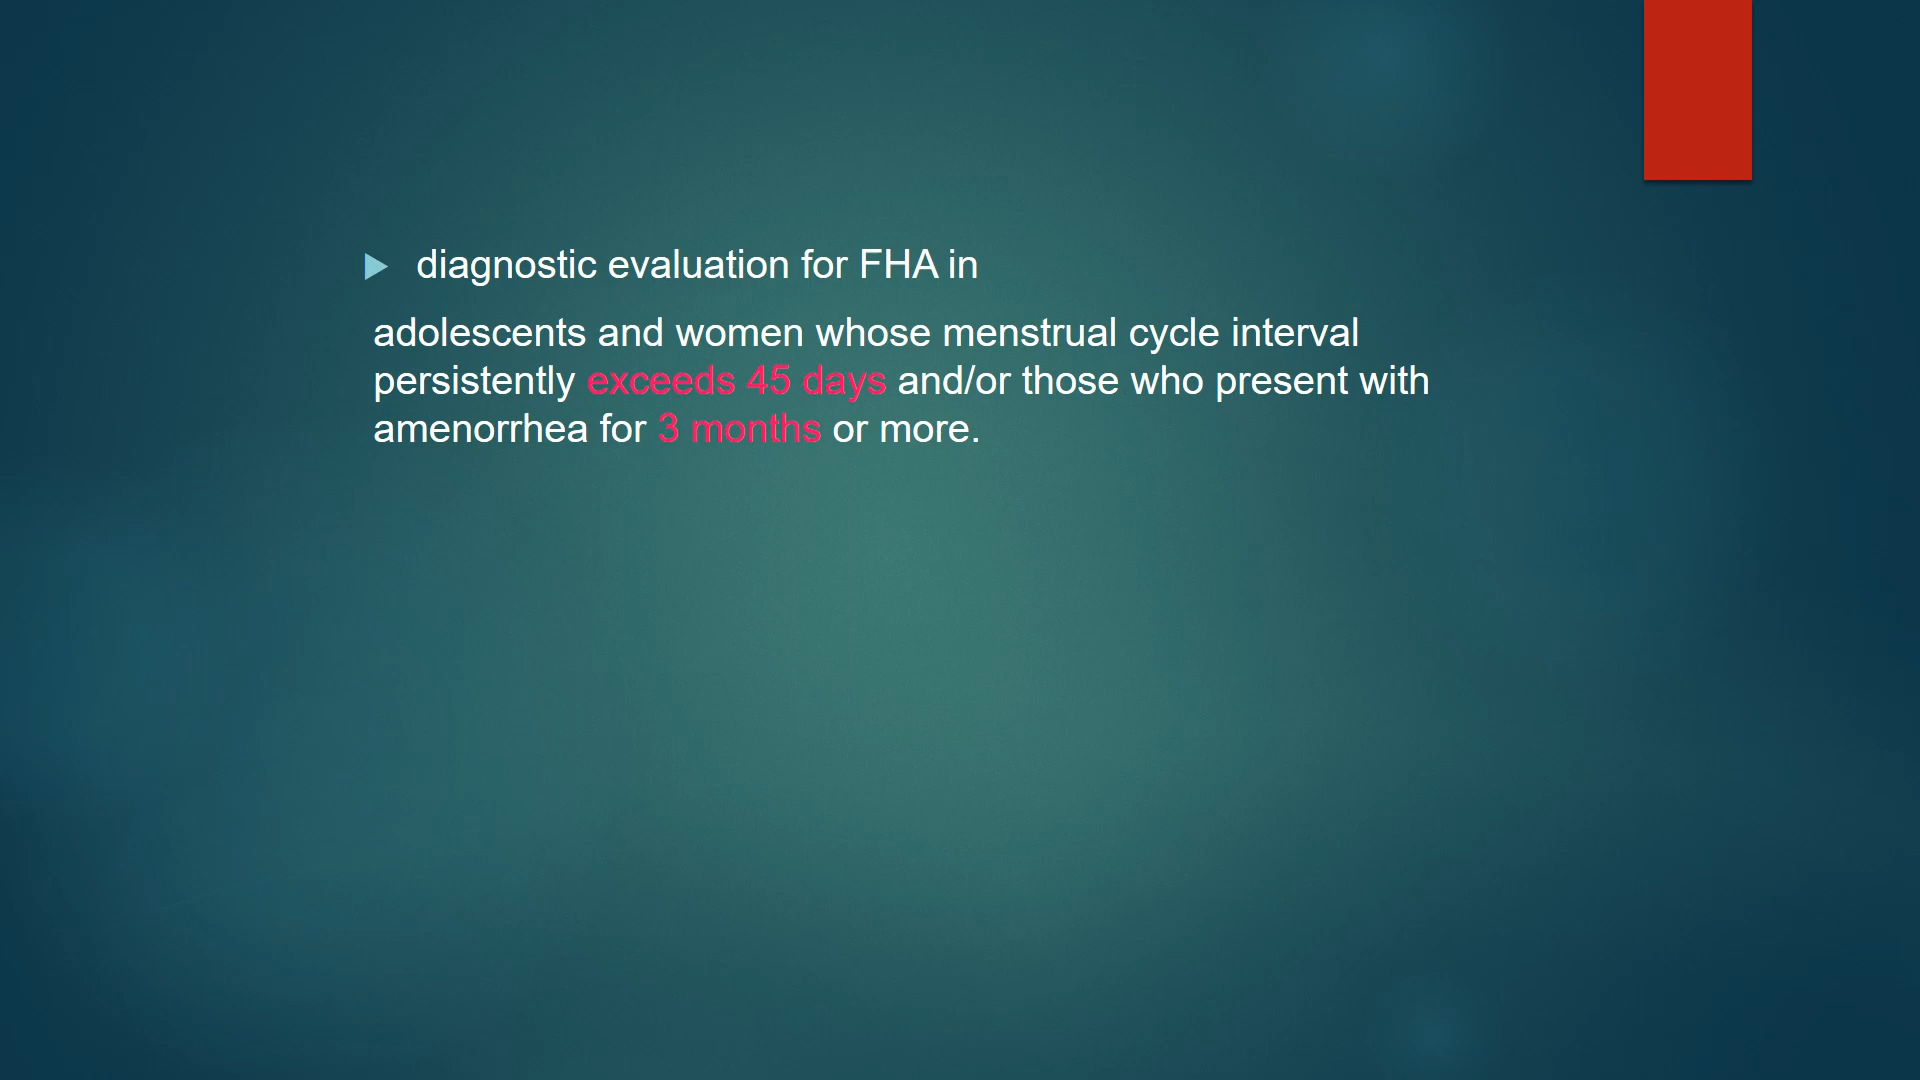 diagnostic evaluation for FHA in
adolescents and women whose menstrual cycle interval
persistently exceeds 45 days and/or those who present with
amenorrhea for 3 months or more.